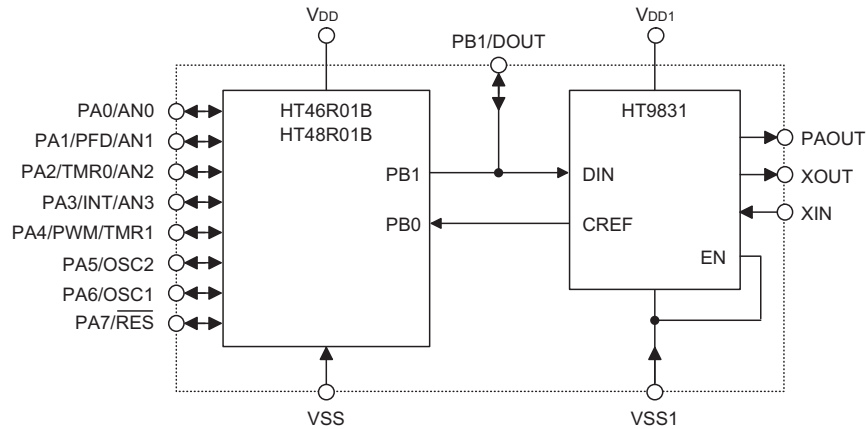 VDD
VDD1
PB1/DOUT
PA0/AN0
PA1/PFD/AN1
PA2/TMR0/AN2
PA3/INT/AN3
PA4/PWM/TMR1
PA5/OSC2
PA6/OSC1
PA7/RES
HT46R01B
HT48R01B
PB1
PB0
HT9831
DIN
CREF
EN
PAOUT
XOUT
XIN
VSS
VSS1